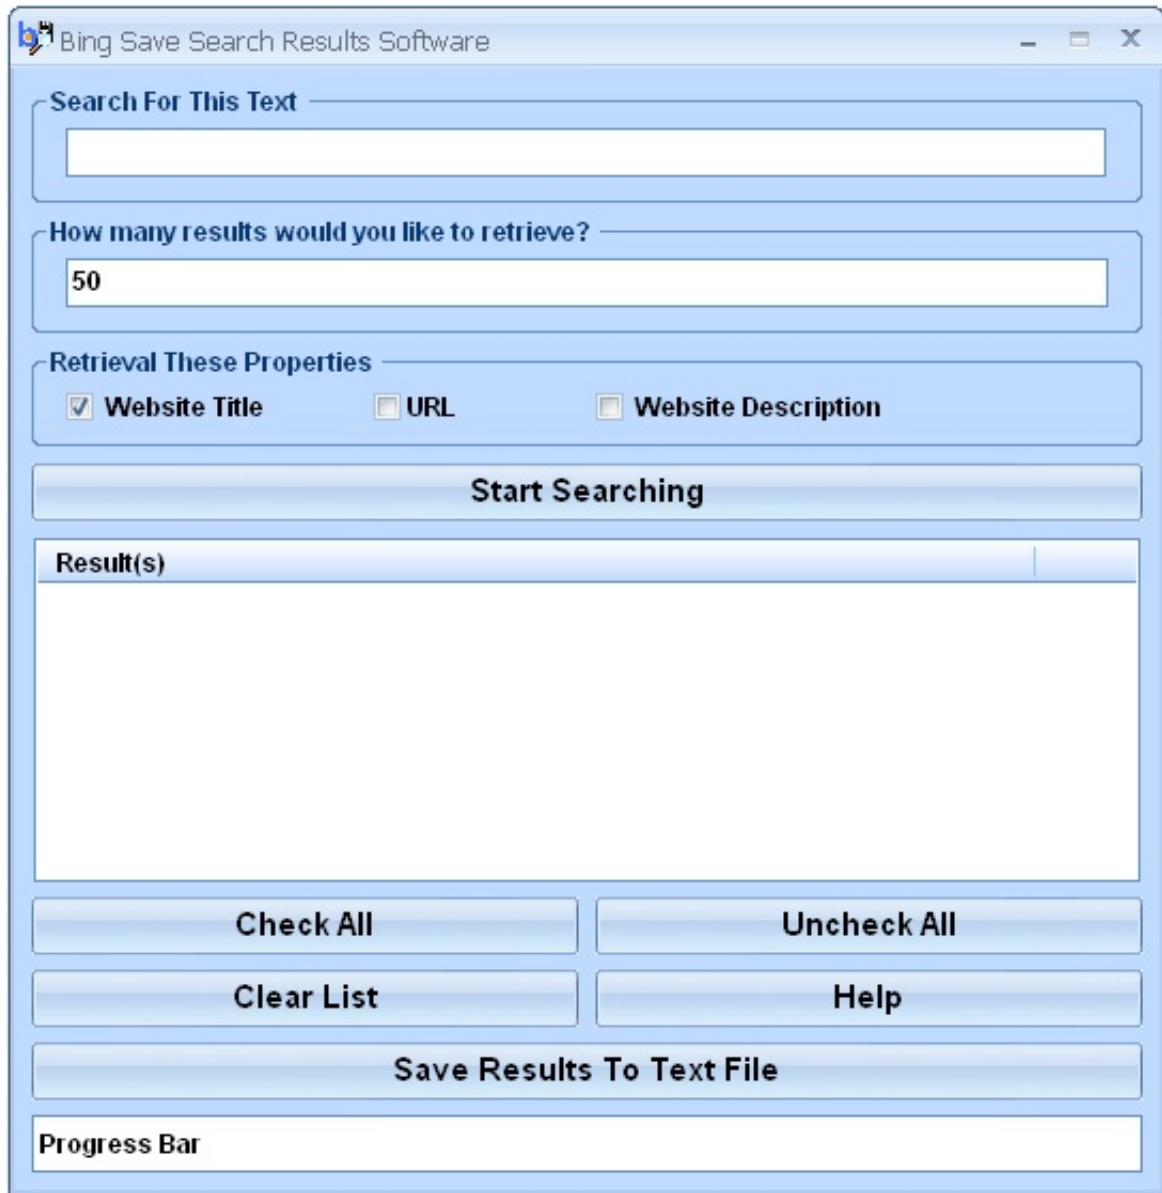 Bing Save Search Results Software
Search For This Text
How many results would you like to retrieve?
50
Retrieval These Properties
Website Title URL Website Description
Start Searching
Result(s)
Check All Uncheck All
Clear List Help
Save Results To Text File
Progress Bar